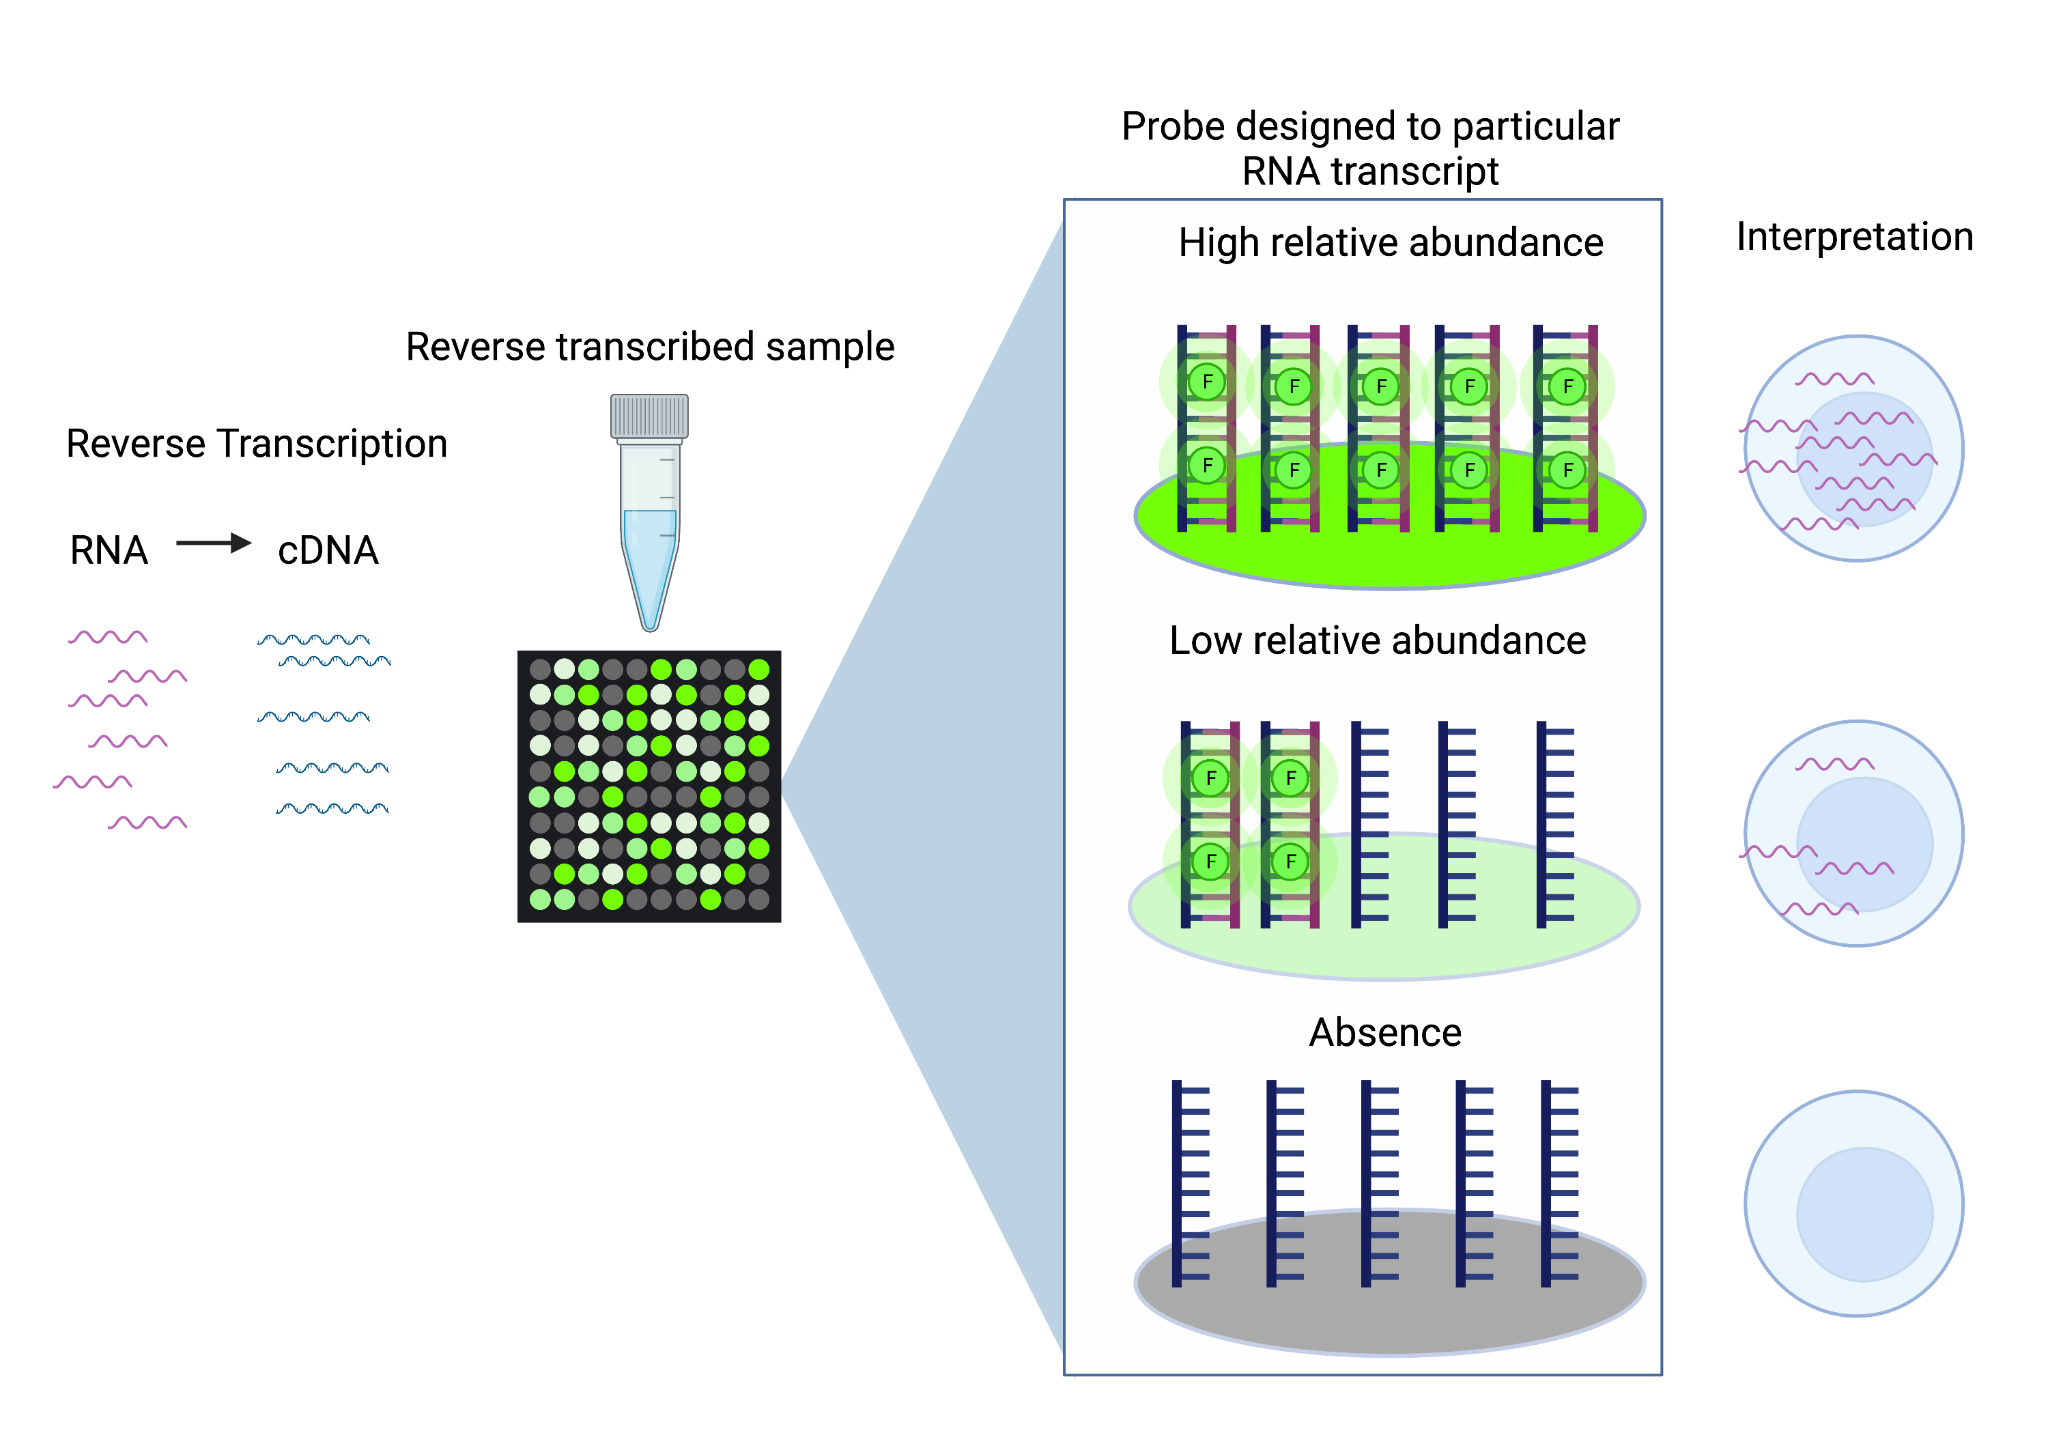 Probe designed to particular
RNA transcript
High relative abundance
Interpretation
Reverse transcribed sample
Reverse Transcription
RNA
cDNA
F F F F F
F F F F F
Low relative abundance
F F
F F
Absence